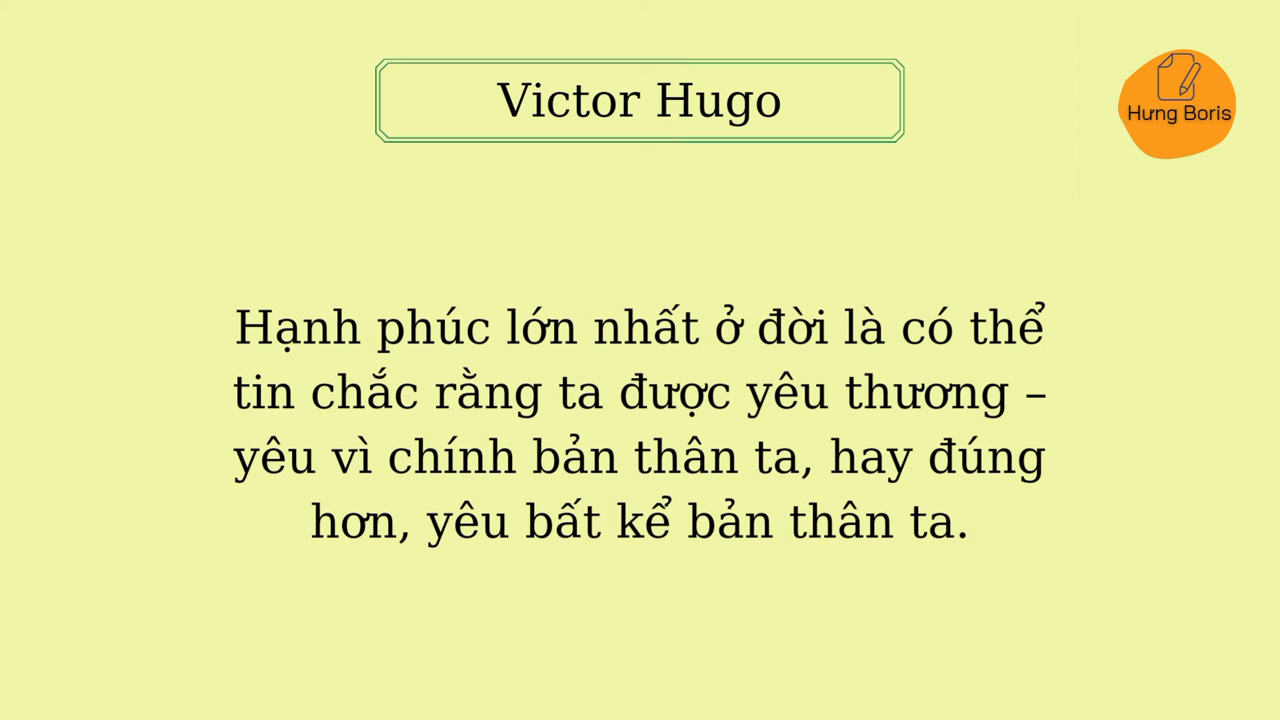 Victor Hugo
Hưng Boris
Hạnh phúc lớn nhất ở đời là có thể
tin chắc rằng ta được yêu thương –
yêu vì chính bản thân ta, hay đúng
hơn, yêu bất kể bản thân ta.